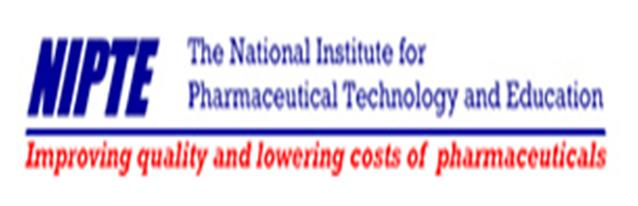 NIPTE
The National Institute for
Pharmaceutical Technology and Education
Improving quality and lowering costs of pharmaceuticals